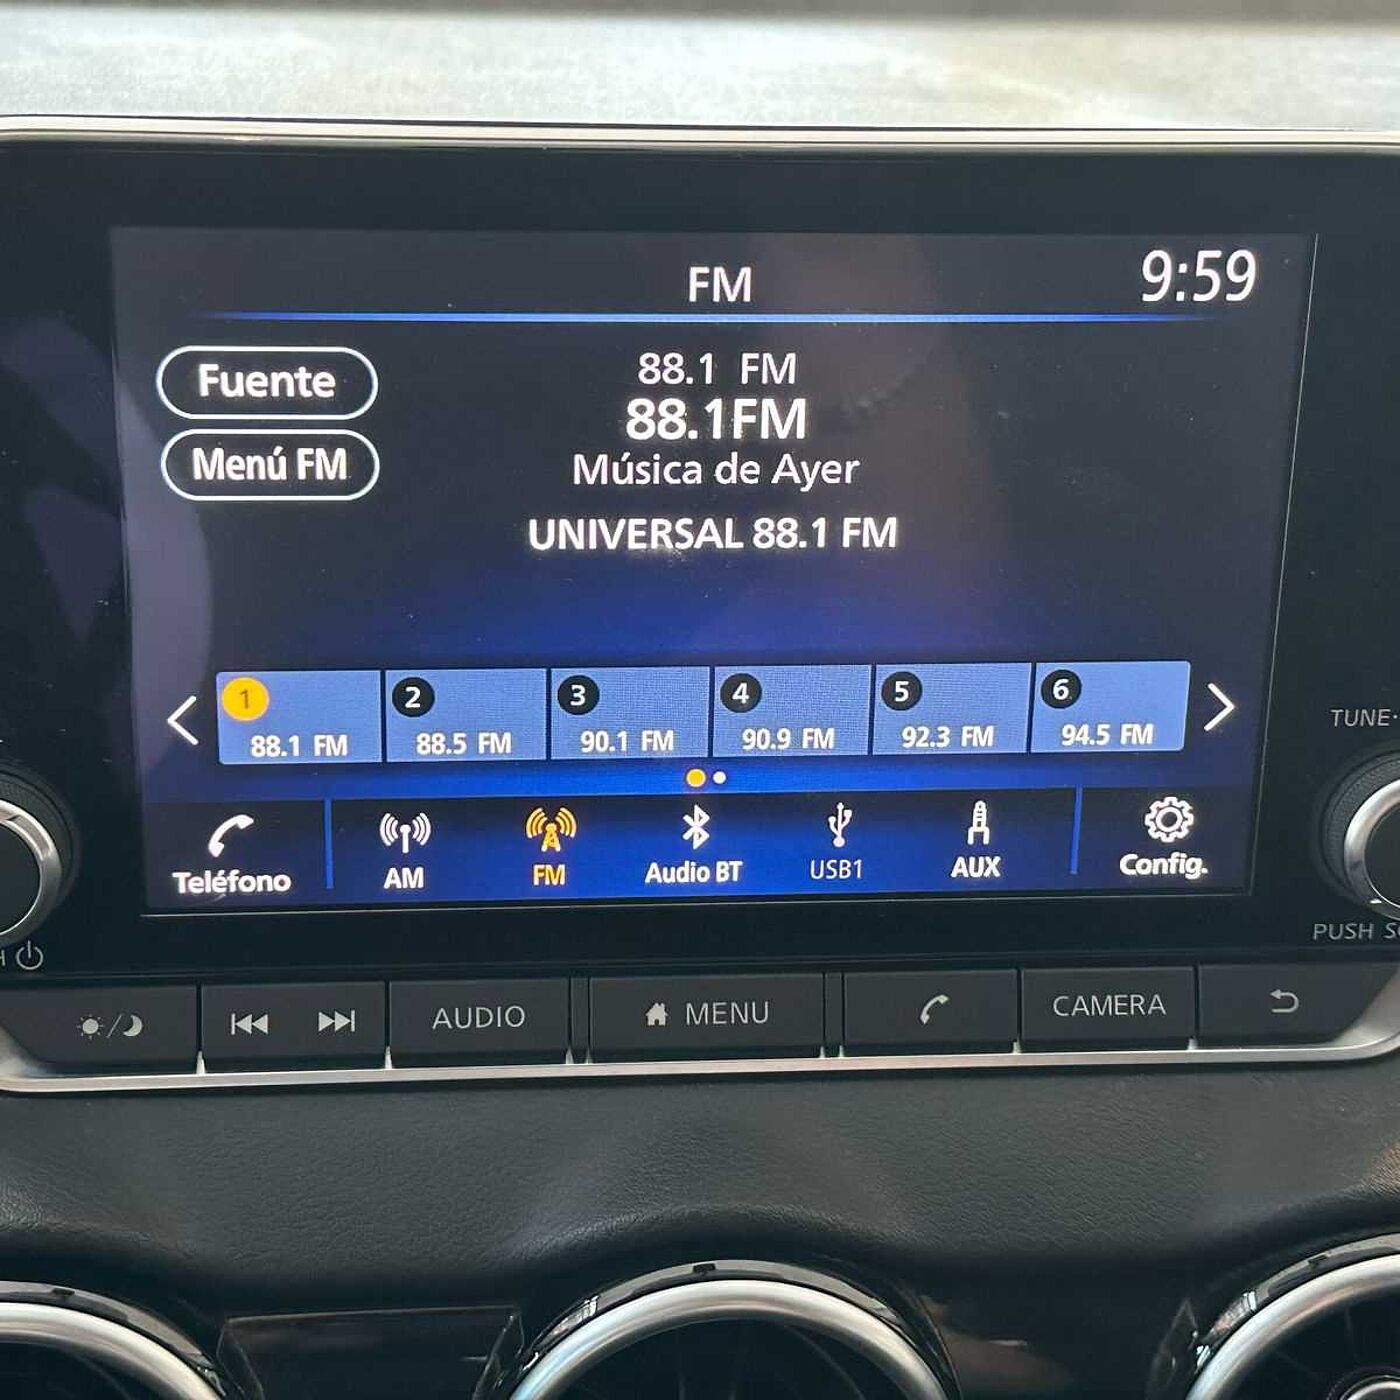 FM
9:59
Fuente
Menú FM
88.1 FM
88.1FM
Música de Ayer
UNIVERSAL 88.1 FM
1
88.1 FM
2
88.5 FM
3
90.1 FM
4
90.9 FM
5
92.3 FM
6
94.5 FM
Teléfono
AM
FM
Audio BT
USB1
AUX
Config.
TUNE·
PUSH
AUDIO
MENU
CAMERA